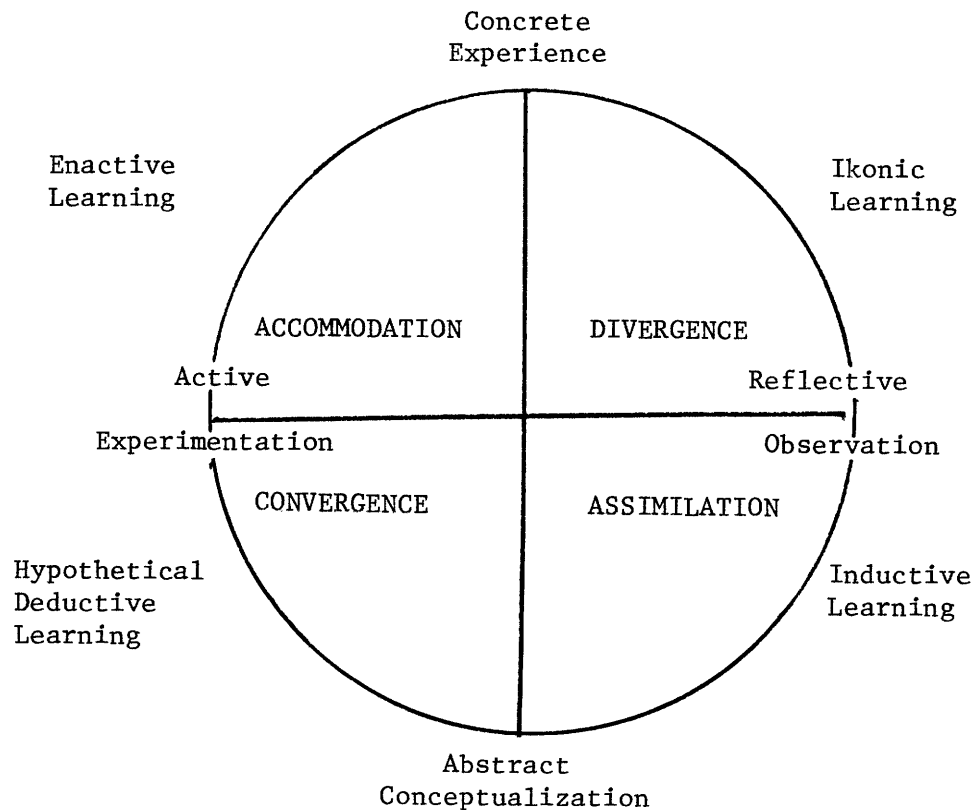 Concrete
Experience
Enactive
Learning
Ikonic
Learning
ACCOMMODATION
DIVERGENCE
Active
Experimentation
Reflective
Observation
CONVERGENCE
ASSIMILATION
Hypothetical
Deductive
Learning
Inductive
Learning
Abstract
Conceptualization